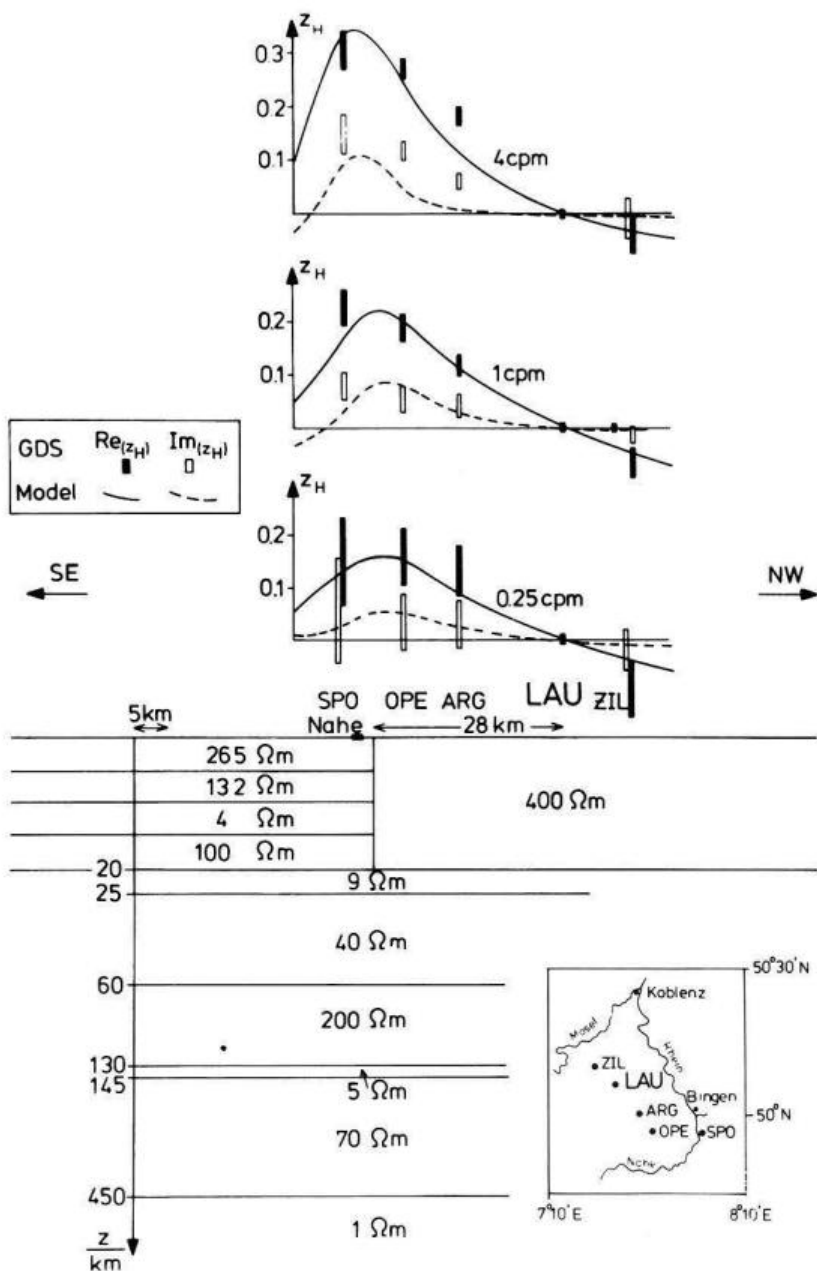 z_H
0.3
0.2
0.1
4cpm
z_H
0.2
0.1
1cpm
GDS Re(z_H) Im(z_H)
Model
z_H
0.2
0.1
0.25cpm
SE
NW
SPO OPE ARG LAU ZIL
5km Nahe 28 km
265 Ωm
132 Ωm
4 Ωm
100 Ωm
400 Ωm
20
9 Ωm
25
40 Ωm
60
200 Ωm
130
145
5 Ωm
70 Ωm
450
1 Ωm
z
km
50°30'N
Koblenz
Mosel
Rhein
ZIL
LAU
Bingen
ARG
50°N
OPE
SPO
Nahe
7°10'E
8°10'E